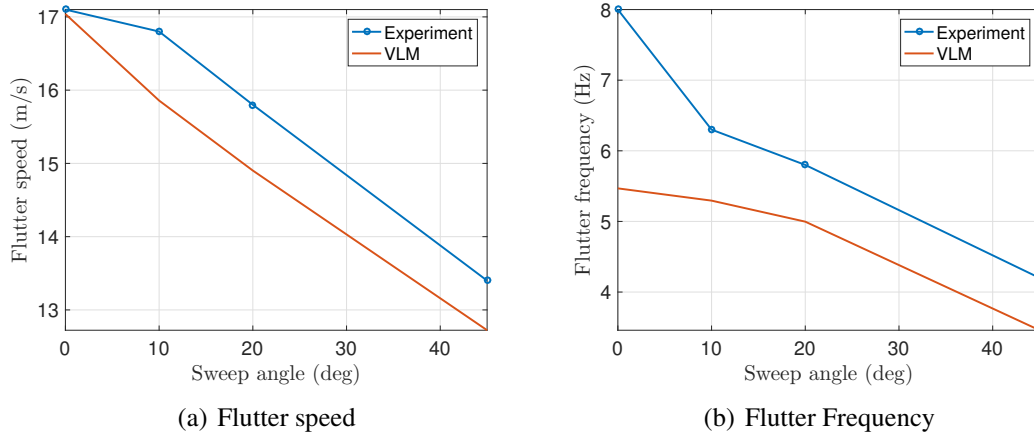 17
16
15
14
13
Flutter speed (m/s)
Experiment
VLM
0 10 20 30 40
Sweep angle (deg)
(a) Flutter speed
8
7
6
5
4
Flutter frequency (Hz)
Experiment
VLM
0 10 20 30 40
Sweep angle (deg)
(b) Flutter Frequency